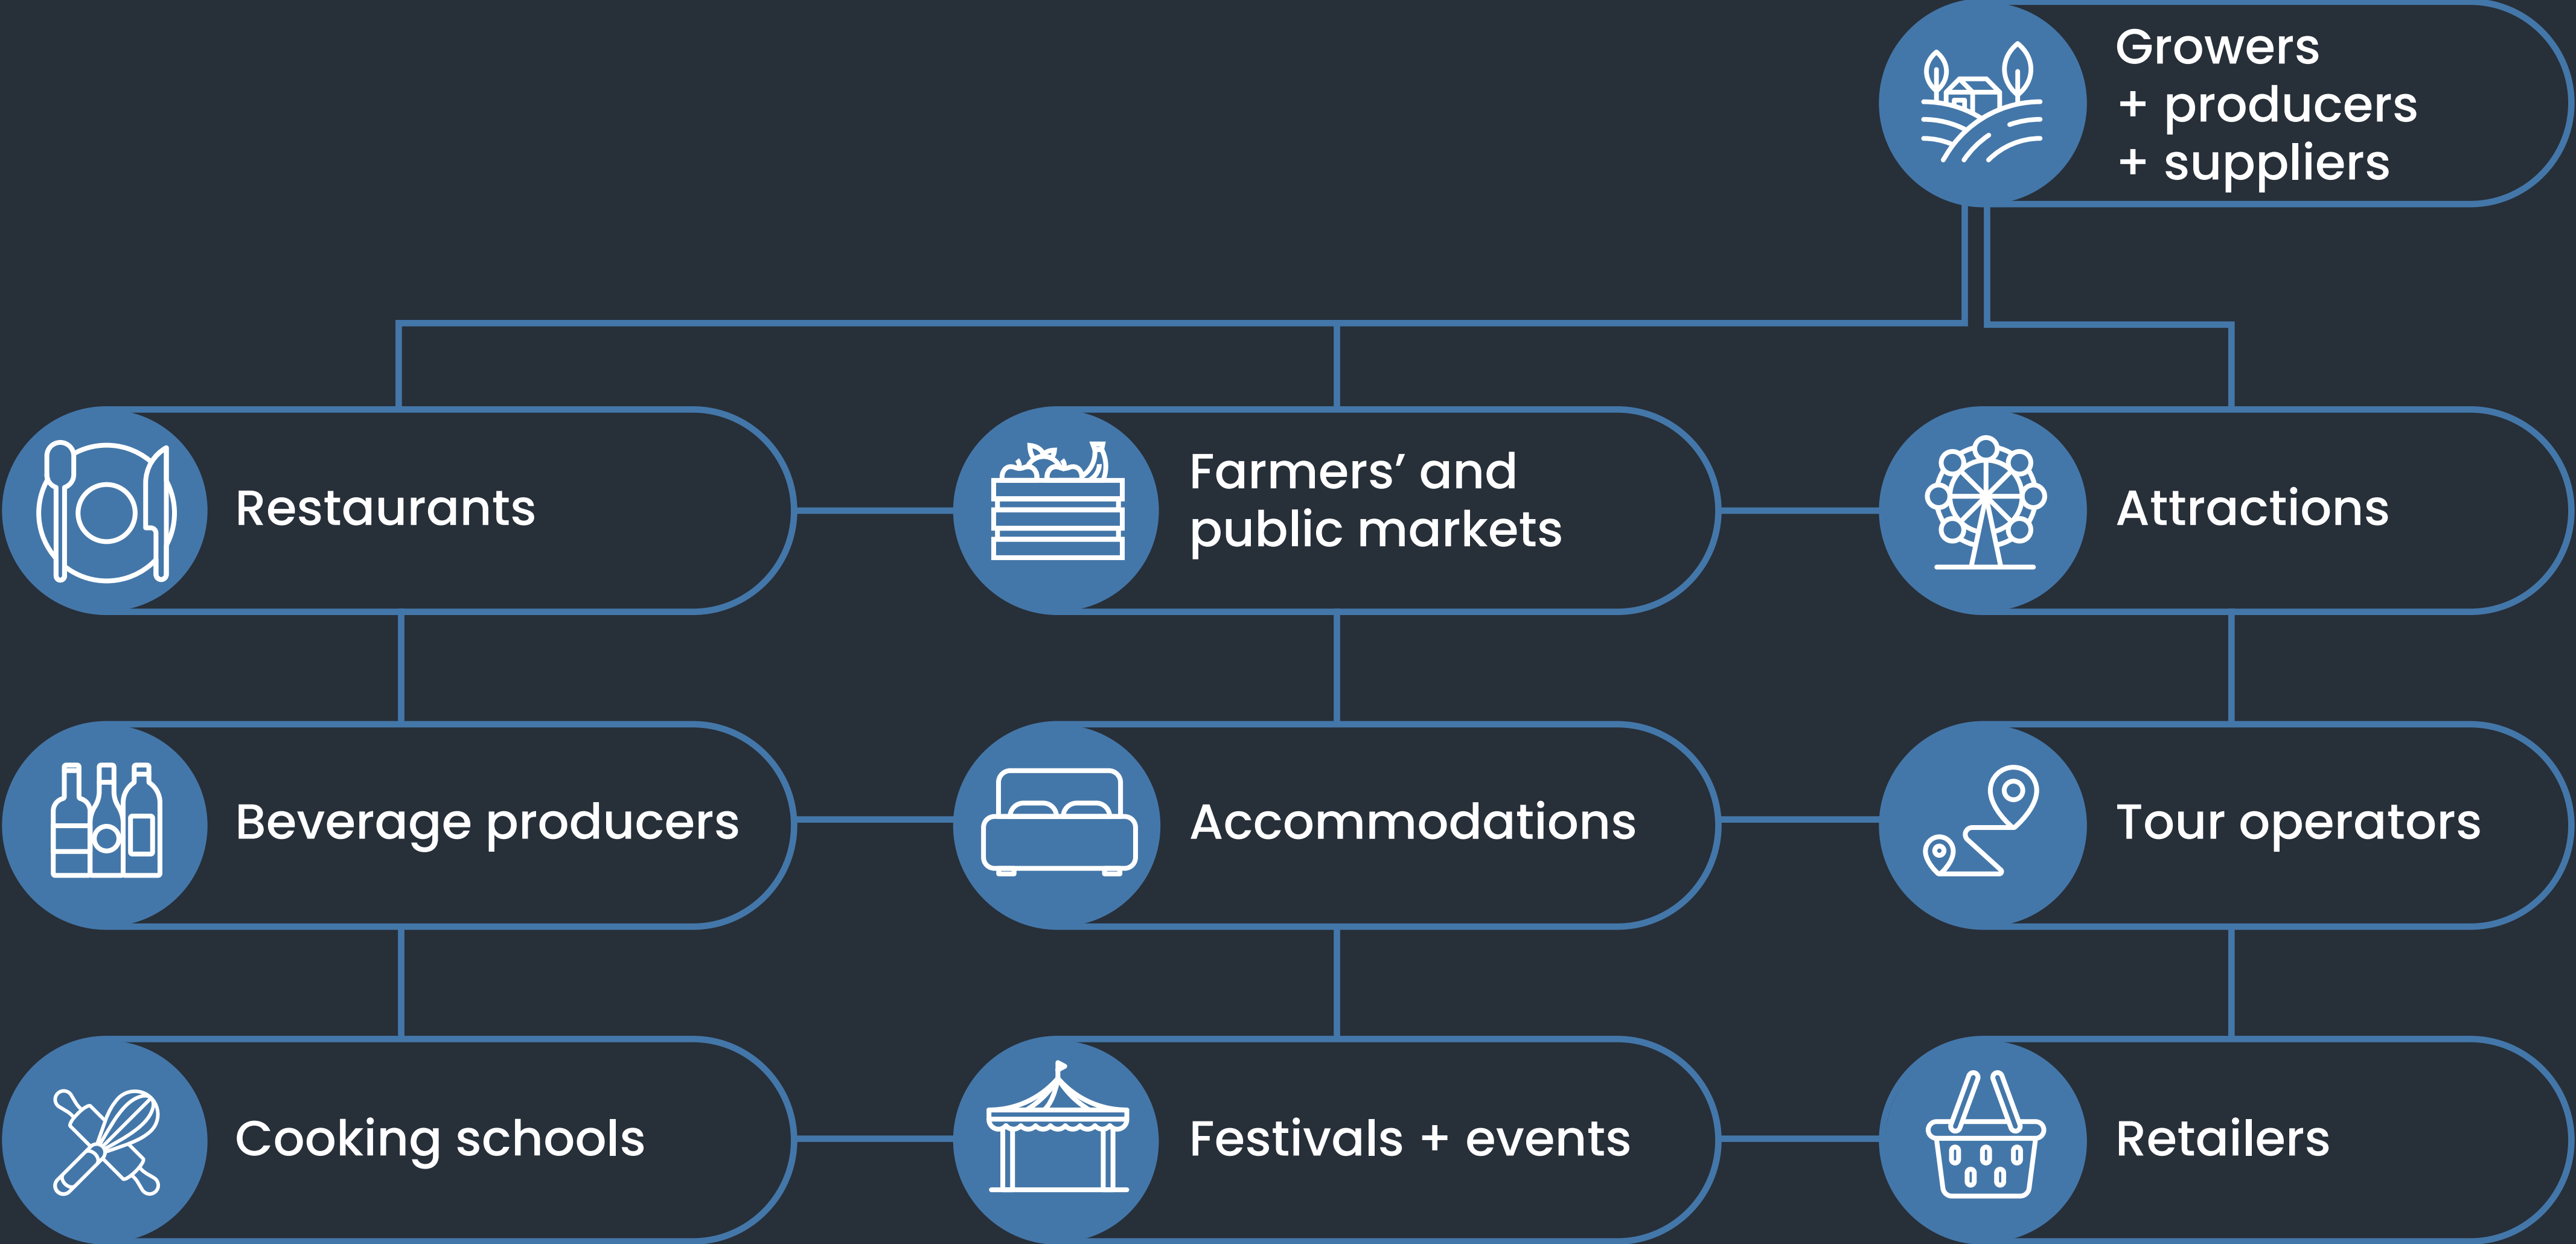 Growers
+ producers
+ suppliers
Restaurants
Farmers’ and
public markets
Attractions
Beverage producers
Accommodations
Tour operators
Cooking schools
Festivals + events
Retailers